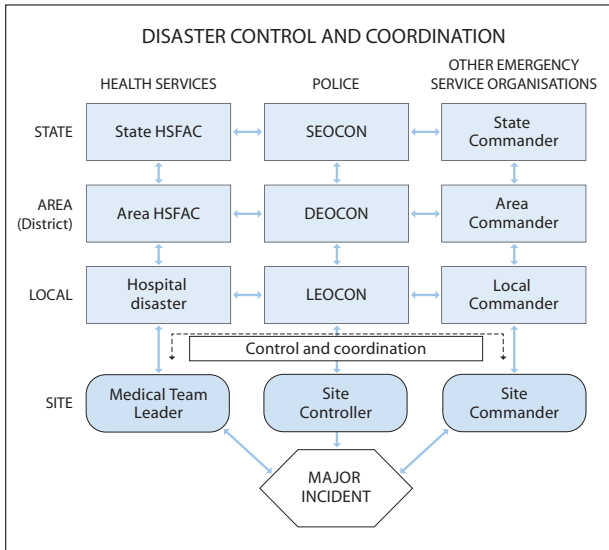 DISASTER CONTROL AND COORDINATION
HEALTH SERVICES
POLICE
OTHER EMERGENCY
SERVICE ORGANISATIONS
STATE
State HSFAC
SEOCON
State
Commander
AREA
(District)
Area HSFAC
DEOCON
Area
Commander
LOCAL
Hospital
disaster
LEOCON
Local
Commander
Control and coordination
SITE
Medical Team
Leader
Site
Controller
Site
Commander
MAJOR
INCIDENT